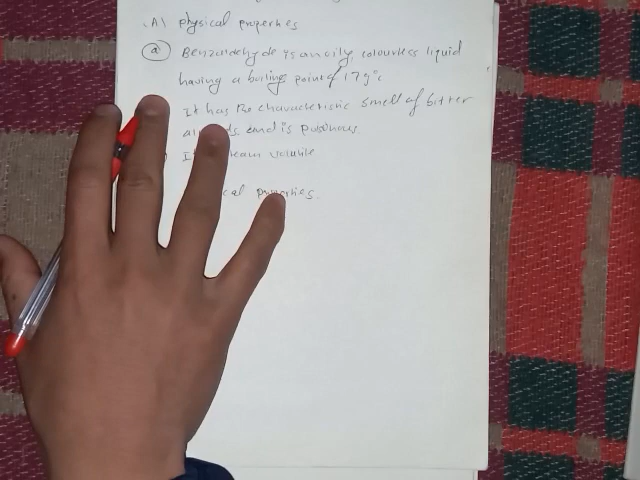 A) physical properties
(a) Benzaldehyde is an oily, colourless liquid
having a boiling point of 179°C
It has the characteristic smell of bitter
and is poisonous
volatile
properties.